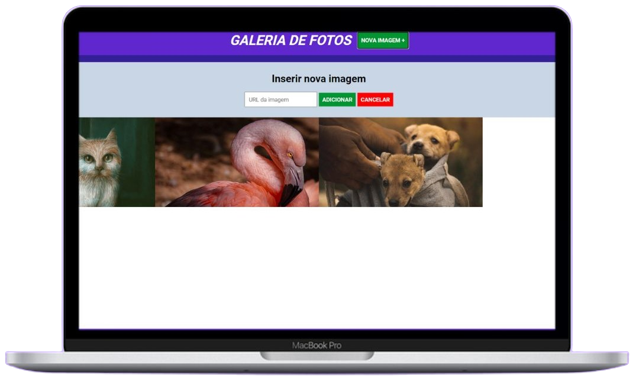 GALERIA DE FOTOS
NOVA IMAGEM +
Inserir nova imagem
URL da imagem
ADICIONAR
CANCELAR
MacBook Pro